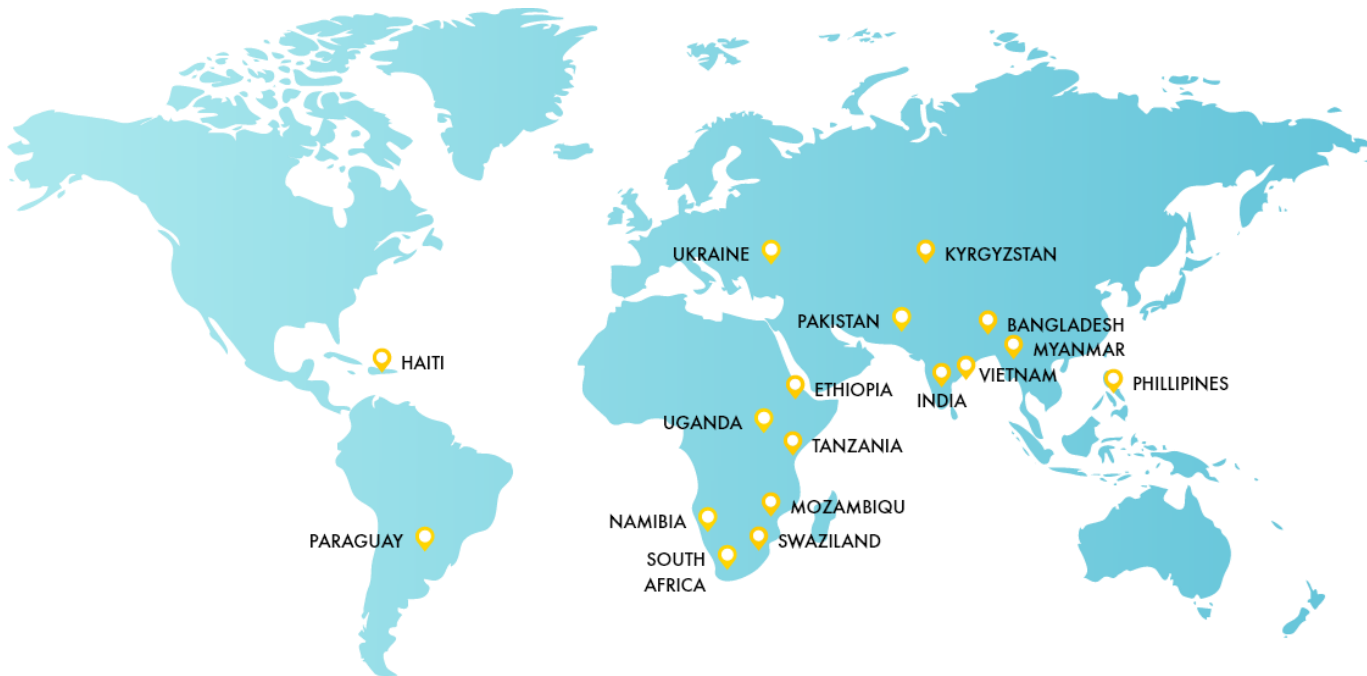 UKRAINE
KYRGYZSTAN
PAKISTAN
BANGLADESH
MYANMAR
HAITI
VIETNAM
PHILLIPINES
ETHIOPIA
INDIA
UGANDA
TANZANIA
MOZAMBIQU
NAMIBIA
PARAGUAY
SWAZILAND
SOUTH
AFRICA